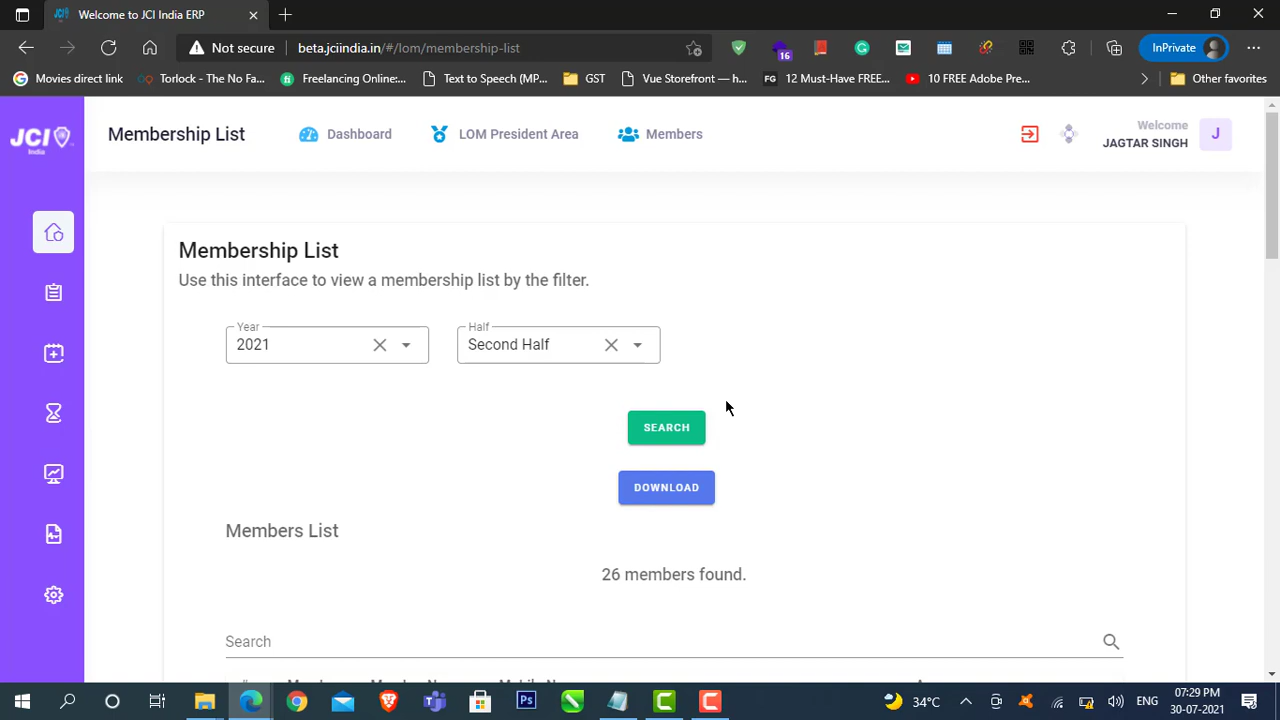 Welcome to JCI India ERP
Not secure
beta.jciindia.in/#/lom/membership-list
16
InPrivate
Movies direct link
Torlock - The No Fa...
Freelancing Online:...
Text to Speech (MP...
GST
Vue Storefront — h...
FG 12 Must-Have FREE...
10 FREE Adobe Pre...
Other favorites
JCI
India
Membership List
Dashboard
LOM President Area
Members
Welcome
JAGTAR SINGH
J
Membership List
Use this interface to view a membership list by the filter.
Year
2021
Half
Second Half
SEARCH
DOWNLOAD
Members List
26 members found.
Search
Ps
34°C
ENG
07:29 PM
30-07-2021